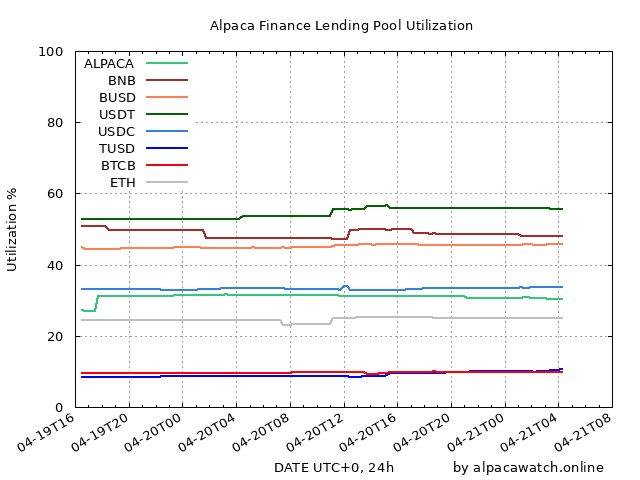 Alpaca Finance Lending Pool Utilization
100
80
60
40
20
0
Utilization %
ALPACA
BNB
BUSD
USDT
USDC
TUSD
BTCB
ETH
04-19T16
04-19T20
04-20T00
04-20T04
04-20T08
04-20T12
04-20T16
04-20T20
04-21T00
04-21T04
04-21T08
DATE UTC+0, 24h
by alpacawatch.online